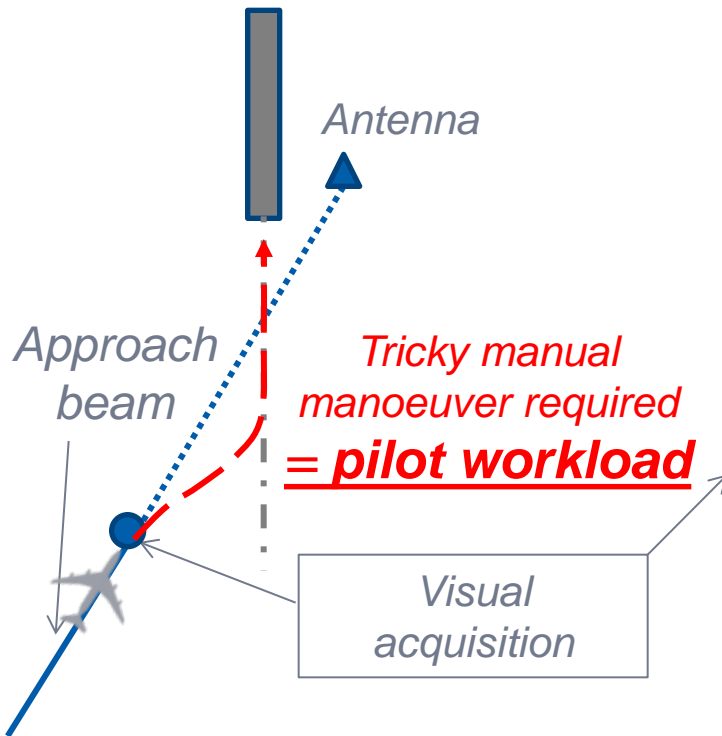 Antenna
Approach
beam
Tricky manual
manoeuver required
= pilot workload
Visual
acquisition